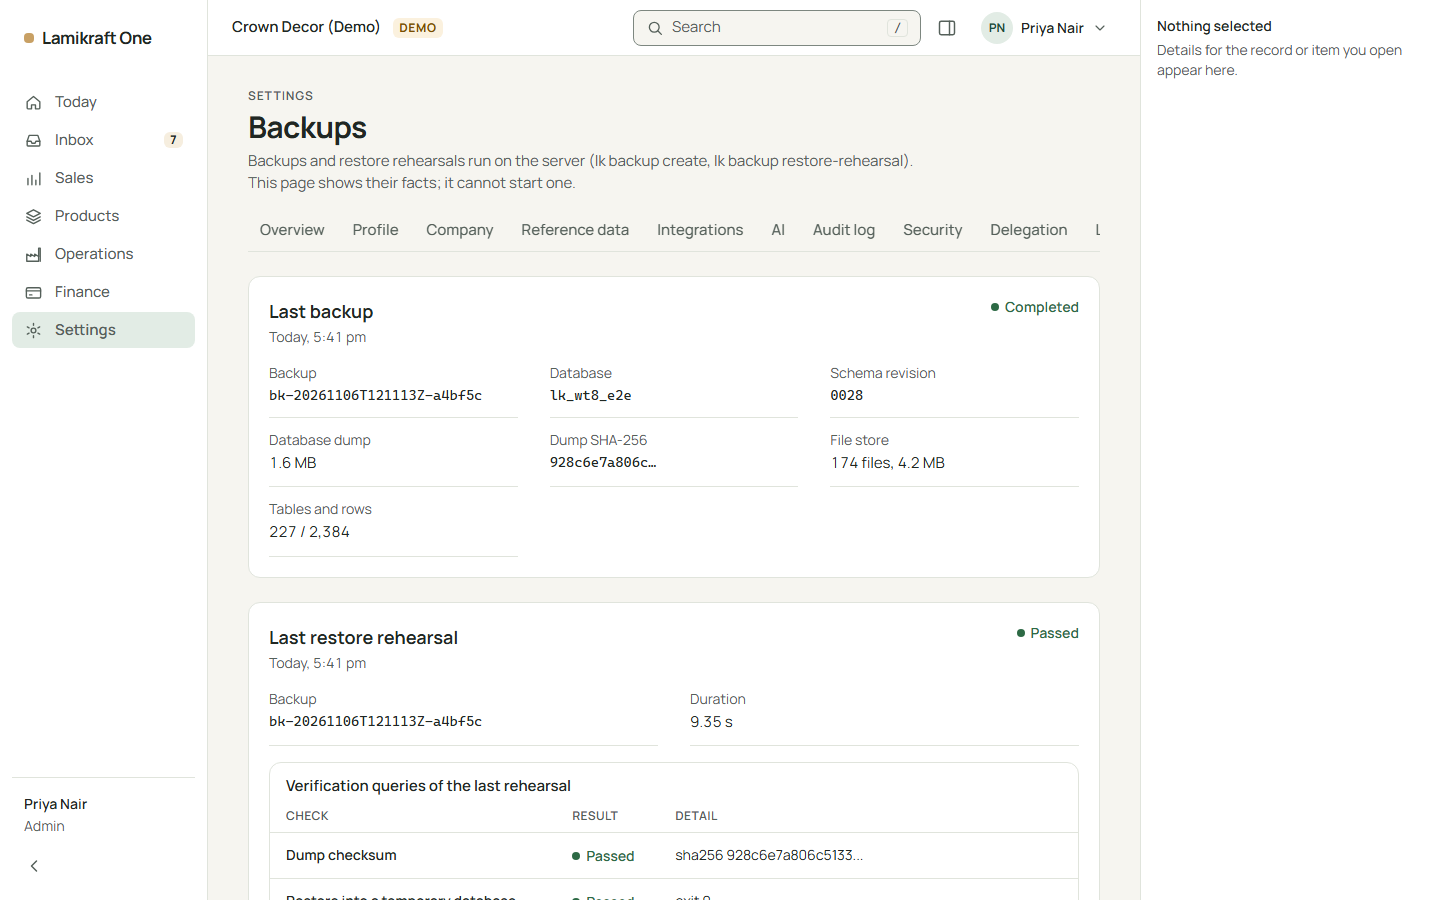 Lamikraft One
Today
Inbox 7
Sales
Products
Operations
Finance
Settings
Priya Nair
Admin
Crown Decor (Demo) DEMO
Search /
PN Priya Nair
SETTINGS
Backups
Backups and restore rehearsals run on the server (lk backup create, lk backup restore-rehearsal).
This page shows their facts; it cannot start one.
Overview Profile Company Reference data Integrations AI Audit log Security Delegation
Last backup
Completed
Today, 5:41 pm
Backup Database Schema revision
bk-20261106T121113Z-a4bf5c lk_wt8_e2e 0028
Database dump Dump SHA-256 File store
1.6 MB 928c6e7a806c… 174 files, 4.2 MB
Tables and rows
227 / 2,384
Last restore rehearsal
Passed
Today, 5:41 pm
Backup Duration
bk-20261106T121113Z-a4bf5c 9.35 s
Verification queries of the last rehearsal
CHECK RESULT DETAIL
Dump checksum Passed sha256 928c6e7a806c5133...
Restore into a temporary database Passed exit 0
Nothing selected
Details for the record or item you open
appear here.